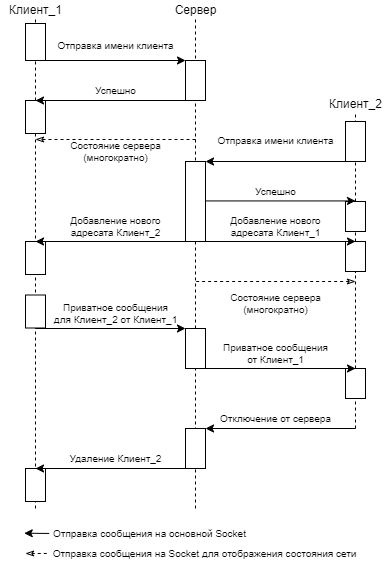 Клиент_1
Сервер
Отправка имени клиента
Успешно
Клиент_2
Состояние сервера
(многократно)
Отправка имени клиента
Успешно
Добавление нового
адресата Клиент_2
Добавление нового
адресата Клиент_1
Состояние сервера
(многократно)
Приватное сообщения
для Клиент_2 от Клиент_1
Приватное сообщения
от Клиент_1
Отключение от сервера
Удаление Клиент_2
Отправка сообщения на основной Socket
Отправка сообщения на Socket для отображения состояния сети